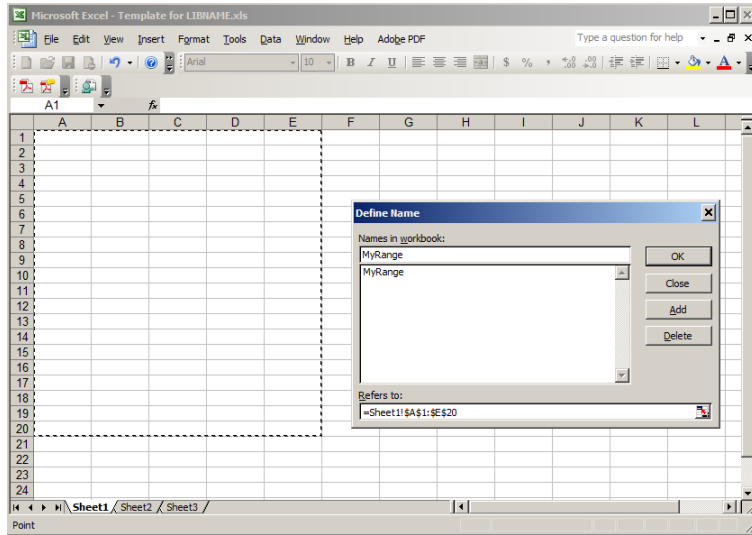 Microsoft Excel - Template for LIBNAME.xls
File Edit View Insert Format Tools Data Window Help Adobe PDF Type a question for help
Arial 10 B I U $ % ,
A1 fx
A B C D E F G H I J K L
1
2
3
4
5
6
7
8
9
10
11
12
13
14
15
16
17
18
19
20
21
22
23
24
Define Name
Names in workbook:
MyRange
OK
MyRange
Close
Add
Delete
Refers to:
=Sheet1!$A$1:$E$20
Sheet1 Sheet2 Sheet3
Point